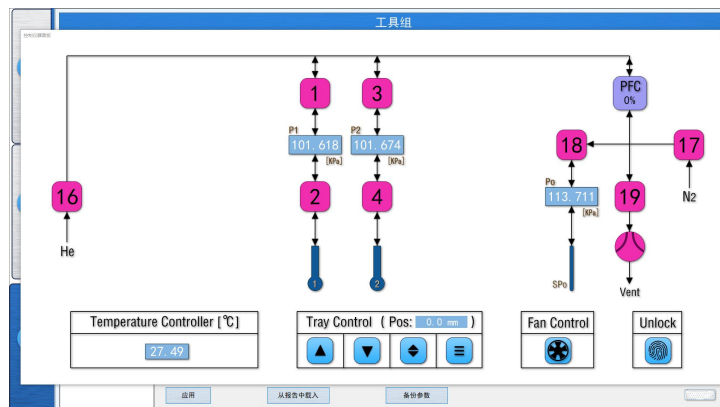 工具组
1
3
PFC
0%
P1
101.618
[KPa]
P2
101.674
[KPa]
18
17
Po
113.711
[KPa]
N2
16
He
2
4
19
1
2
SPo
Vent
Temperature Controller [℃]
27.49
Tray Control ( Pos: 0.0 mm )
Fan Control
Unlock
应用
从报告中载入
备份参数